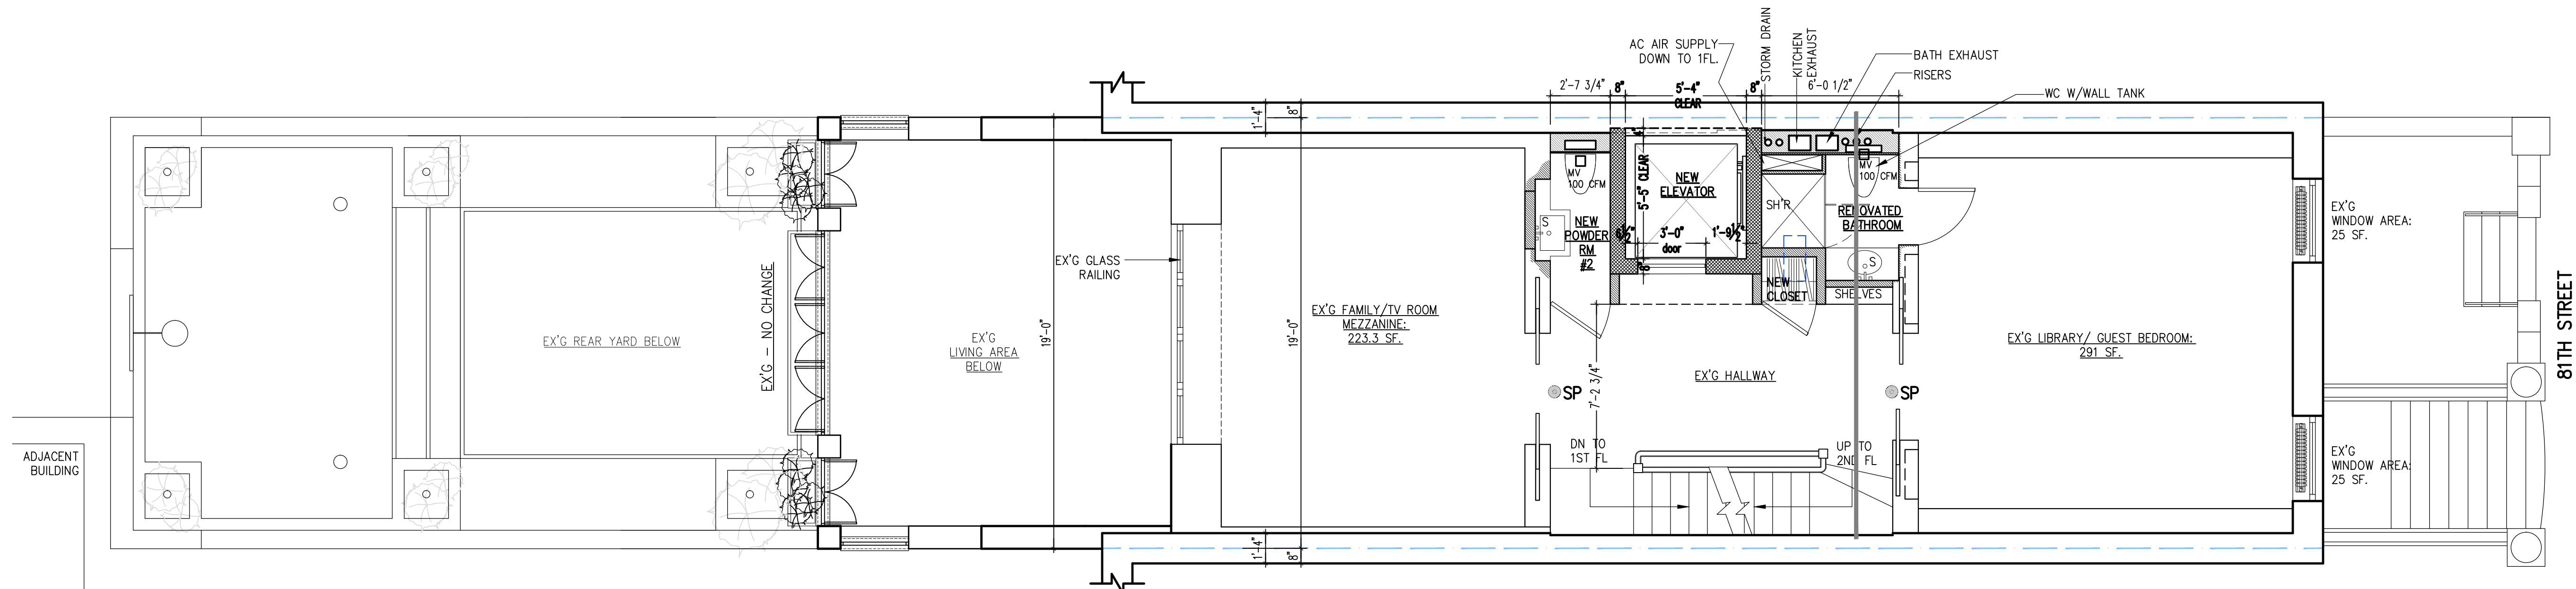 ADJACENT
BUILDING
EX'G REAR YARD BELOW
EX'G - NO CHANGE
EX'G
LIVING AREA
BELOW
19'-0"
EX'G GLASS
RAILING
1'-4"
8"
19'-0"
1'-4"
8"
EX'G FAMILY/TV ROOM
MEZZANINE:
223.3 SF.
AC AIR SUPPLY
DOWN TO 1FL.
STORM DRAIN
KITCHEN
EXHAUST
BATH EXHAUST
RISERS
WC W/WALL TANK
2'-7 3/4"
8"
5'-4"
CLEAR
8"
6'-0 1/2"
MV
100 CFM
S
NEW
POWDER
RM
#2
4"
5'-5" CLEAR
NEW
ELEVATOR
6 1/2"
3'-0"
door
1'-9 1/2"
8"
SH'R
MV
100 CFM
RENOVATED
BATHROOM
S
NEW
CLOSET
SHELVES
7'-2 3/4"
EX'G HALLWAY
SP
SP
DN TO
1ST FL
UP TO
2ND FL
EX'G LIBRARY/ GUEST BEDROOM:
291 SF.
EX'G
WINDOW AREA:
25 SF.
EX'G
WINDOW AREA:
25 SF.
81TH STREET